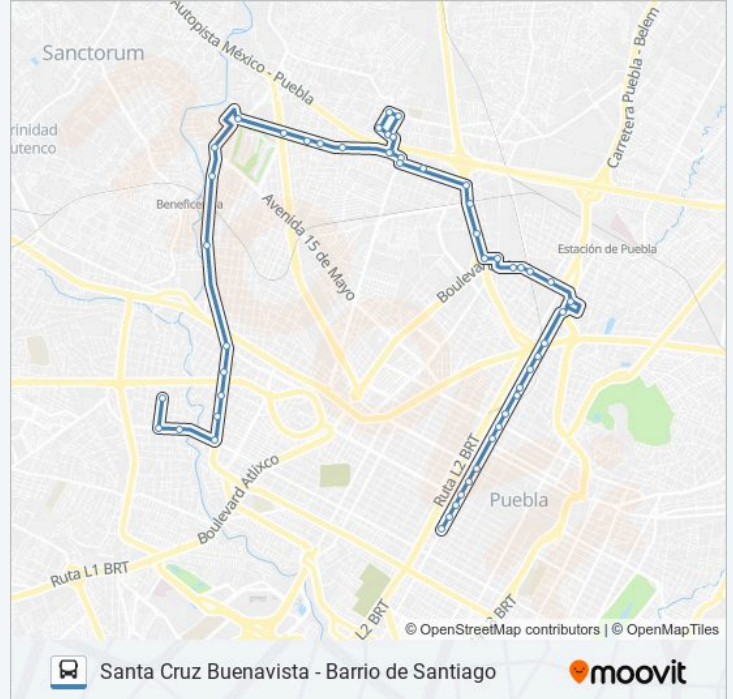 Autopista México - Puebla
Sanctorum
Carretera Puebla - Belem
rinidad
utenco
Avenida 15 de Mayo
Estación de Puebla
Ruta L2 BRT
Puebla
Boulevard Atlixco
Ruta L1 BRT
L2 BRT
BRT
© OpenStreetMap contributors | © OpenMapTiles
Santa Cruz Buenavista - Barrio de Santiago
moovit